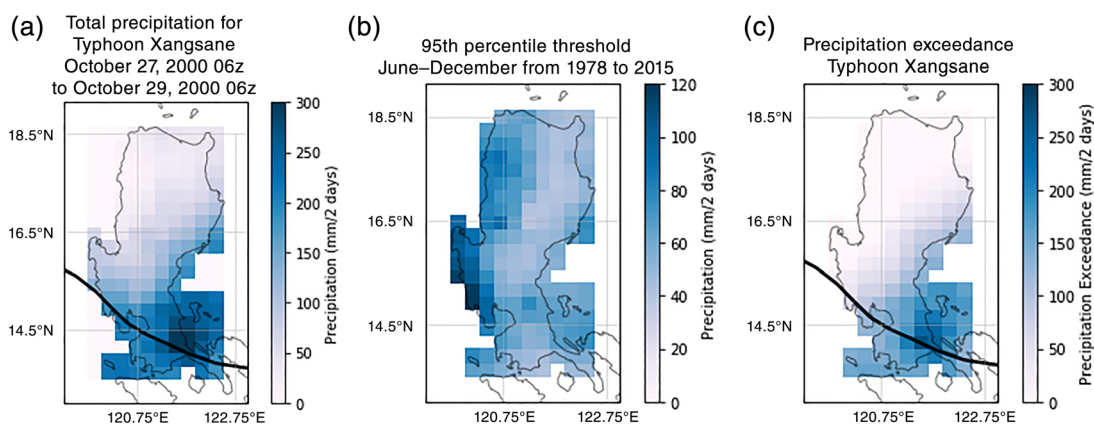 (a)
Total precipitation for
Typhoon Xangsane
October 27, 2000 06z
to October 29, 2000 06z
300
250
200
150
100
50
0
Precipitation (mm/2 days)
18.5°N
16.5°N
14.5°N
120.75°E
122.75°E
(b)
95th percentile threshold
June–December from 1978 to 2015
120
100
80
60
40
20
0
Precipitation (mm/2 days)
18.5°N
16.5°N
14.5°N
120.75°E
122.75°E
(c)
Precipitation exceedance
Typhoon Xangsane
300
250
200
150
100
50
0
Precipitation Exceedance (mm/2 days)
18.5°N
16.5°N
14.5°N
120.75°E
122.75°E